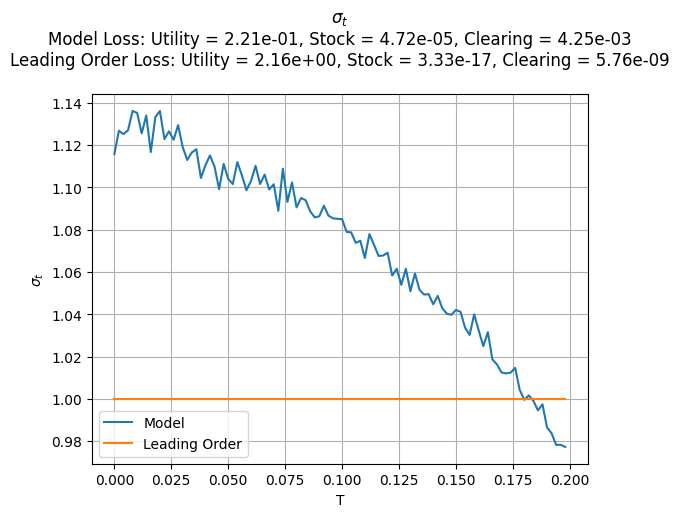 σt
Model Loss: Utility = 2.21e-01, Stock = 4.72e-05, Clearing = 4.25e-03
Leading Order Loss: Utility = 2.16e+00, Stock = 3.33e-17, Clearing = 5.76e-09
1.14
1.12
1.10
1.08
1.06
1.04
1.02
1.00
0.98
σt
Model
Leading Order
0.000 0.025 0.050 0.075 0.100 0.125 0.150 0.175 0.200
T